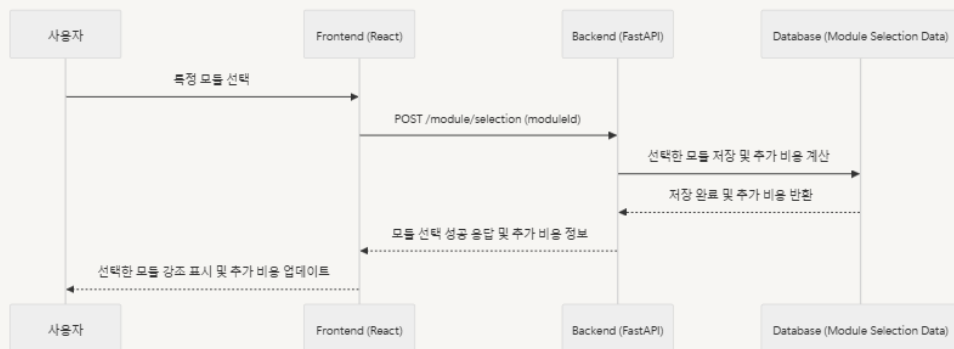 사용자
Frontend (React)
Backend (FastAPI)
Database (Module Selection Data)
특정 모듈 선택
POST /module/selection (moduleId)
선택한 모듈 저장 및 추가 비용 계산
저장 완료 및 추가 비용 반환
모듈 선택 성공 응답 및 추가 비용 정보
선택한 모듈 강조 표시 및 추가 비용 업데이트
사용자
Frontend (React)
Backend (FastAPI)
Database (Module Selection Data)